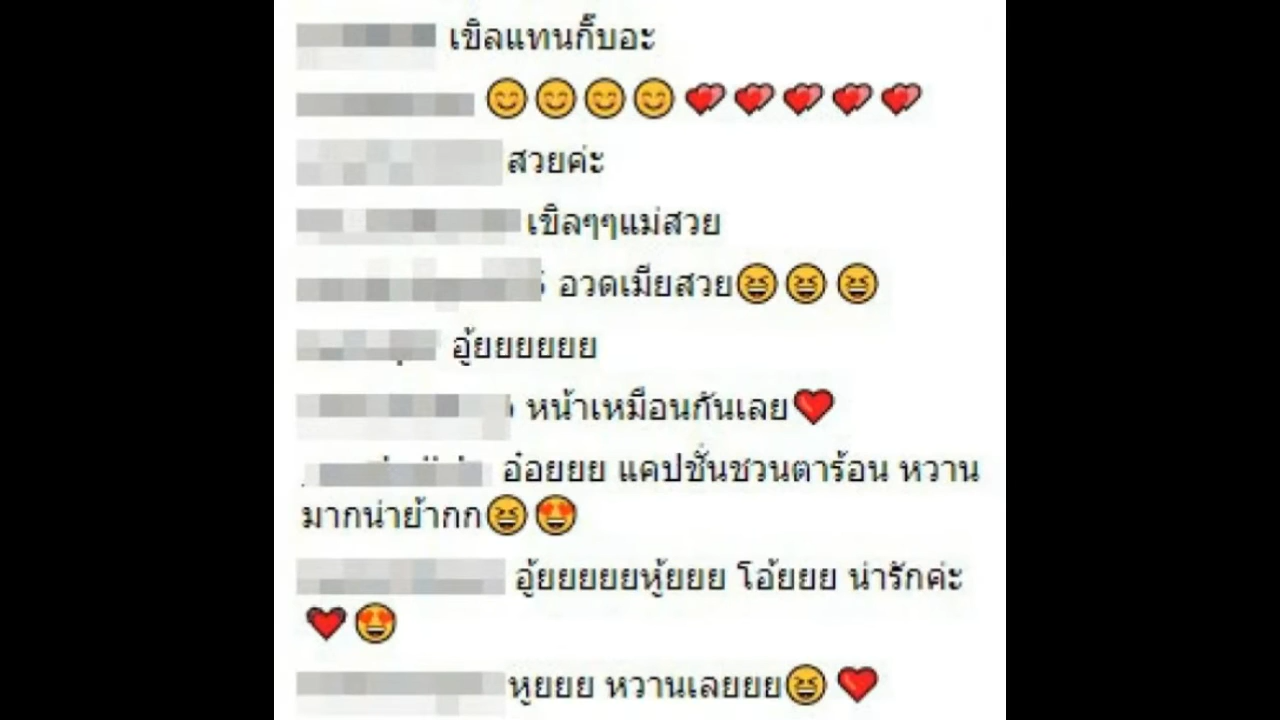 เขิลแทนกิ๊บอะ
😊😊😊😊💕💕💕💕💕
สวยค่ะ
เขิลๆๆแม่สวย
อวดเมียสวย😆😆😆
อู้ยยยยยย
หน้าเหมือนกันเลย❤
อ๋อยยย แคปชั่นชวนตาร้อน หวาน
มากน่าย้ากก😆😍
อู้ยยยยยหู้ยยย โอ้ยยย น่ารักค่ะ
❤😍
หูยยย หวานเลยยย😆❤